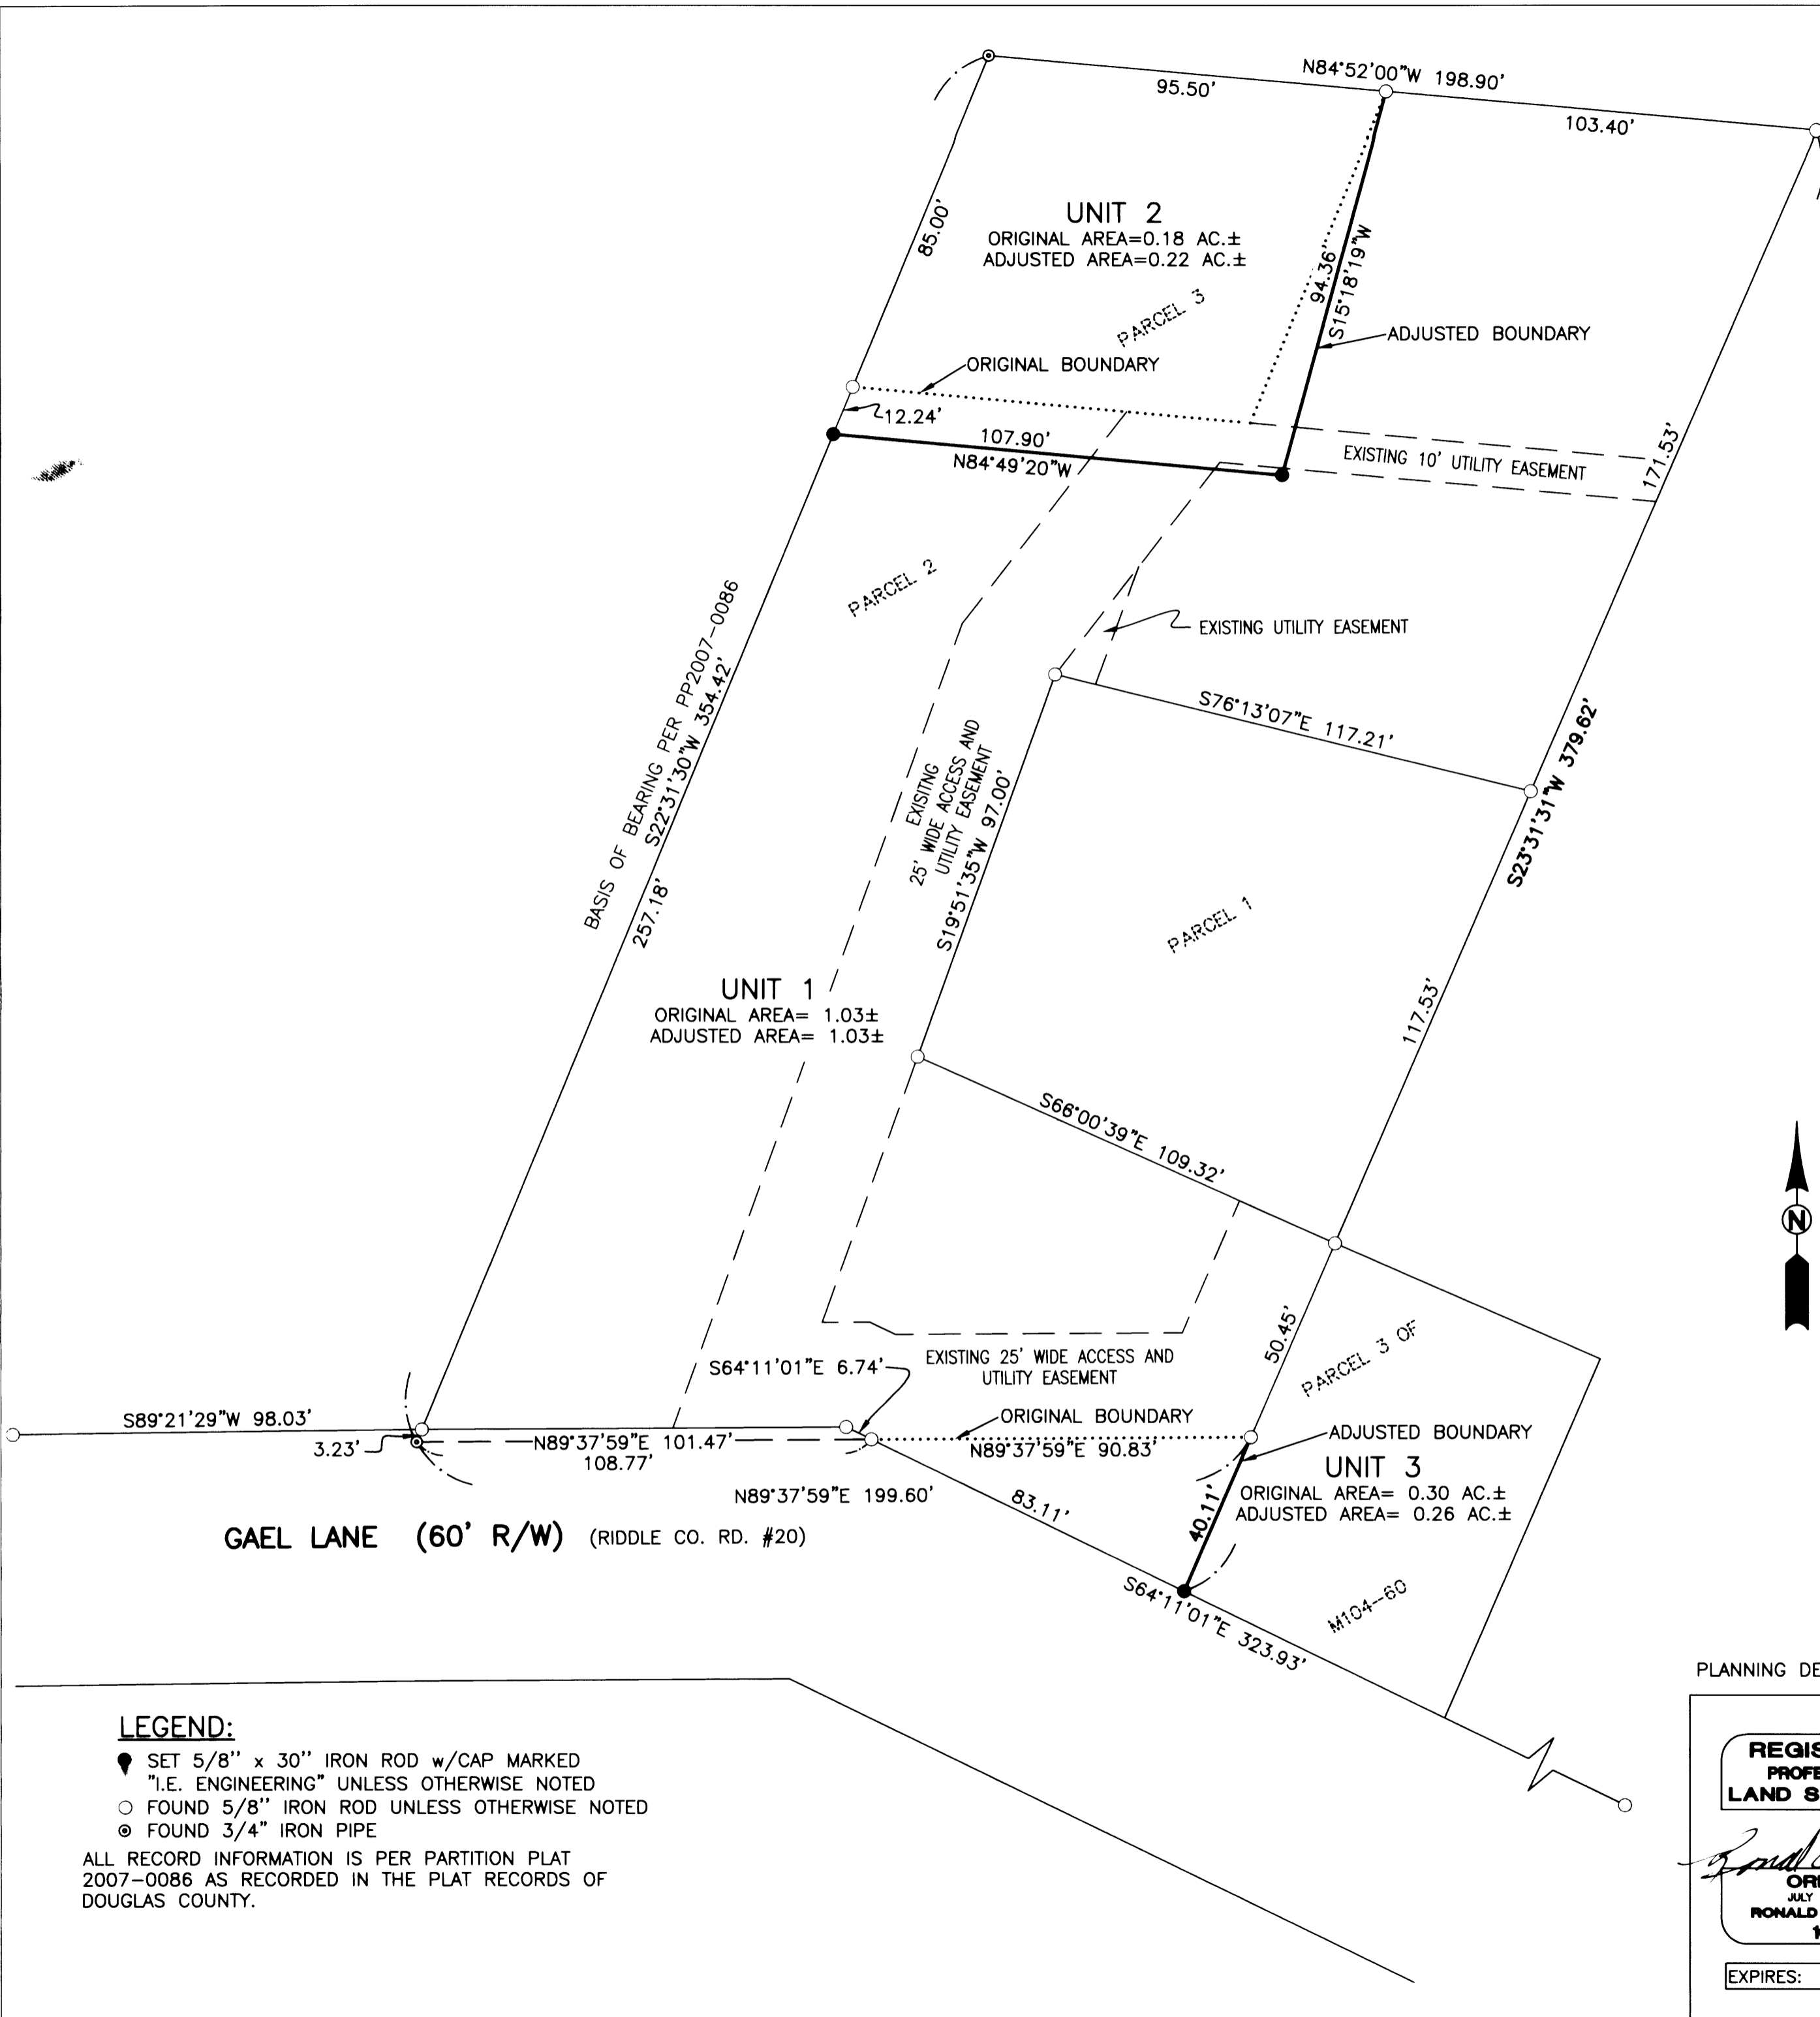 N84°52'00"W 198.90'
95.50'
103.40'
85.00'
UNIT 2
ORIGINAL AREA=0.18 AC.±
ADJUSTED AREA=0.22 AC.±
PARCEL 3
94.36'
S15°18'19"W
ADJUSTED BOUNDARY
ORIGINAL BOUNDARY
12.24'
107.90'
N84°49'20"W
EXISTING 10' UTILITY EASEMENT
171.53'
PARCEL 2
EXISTING UTILITY EASEMENT
BASIS OF BEARING PER PP2007-0086
S22°31'30"W 354.42'
257.18'
S76°13'07"E 117.21'
EXISITNG
25' WIDE ACCESS AND
UTILITY EASEMENT
S19°51'35"W 97.00'
S23°31'31"W 379.62'
PARCEL 1
UNIT 1
ORIGINAL AREA= 1.03±
ADJUSTED AREA= 1.03±
117.53'
S66°00'39"E 109.32'
N
50.45'
PARCEL 3 OF
S64°11'01"E 6.74'
EXISTING 25' WIDE ACCESS AND
UTILITY EASEMENT
S89°21'29"W 98.03'
3.23'
N89°37'59"E 101.47'
108.77'
ORIGINAL BOUNDARY
N89°37'59"E 90.83'
ADJUSTED BOUNDARY
UNIT 3
ORIGINAL AREA= 0.30 AC.±
ADJUSTED AREA= 0.26 AC.±
N89°37'59"E 199.60'
83.11'
40.11'
GAEL LANE (60' R/W) (RIDDLE CO. RD. #20)
S64°11'01"E 323.93'
M104-60
LEGEND:
SET 5/8" x 30" IRON ROD w/CAP MARKED
"I.E. ENGINEERING" UNLESS OTHERWISE NOTED
FOUND 5/8" IRON ROD UNLESS OTHERWISE NOTED
FOUND 3/4" IRON PIPE
ALL RECORD INFORMATION IS PER PARTITION PLAT
2007-0086 AS RECORDED IN THE PLAT RECORDS OF
DOUGLAS COUNTY.
PLANNING DE
REGIS
PROFE
LAND S
JULY
RONALD
EXPIRES: